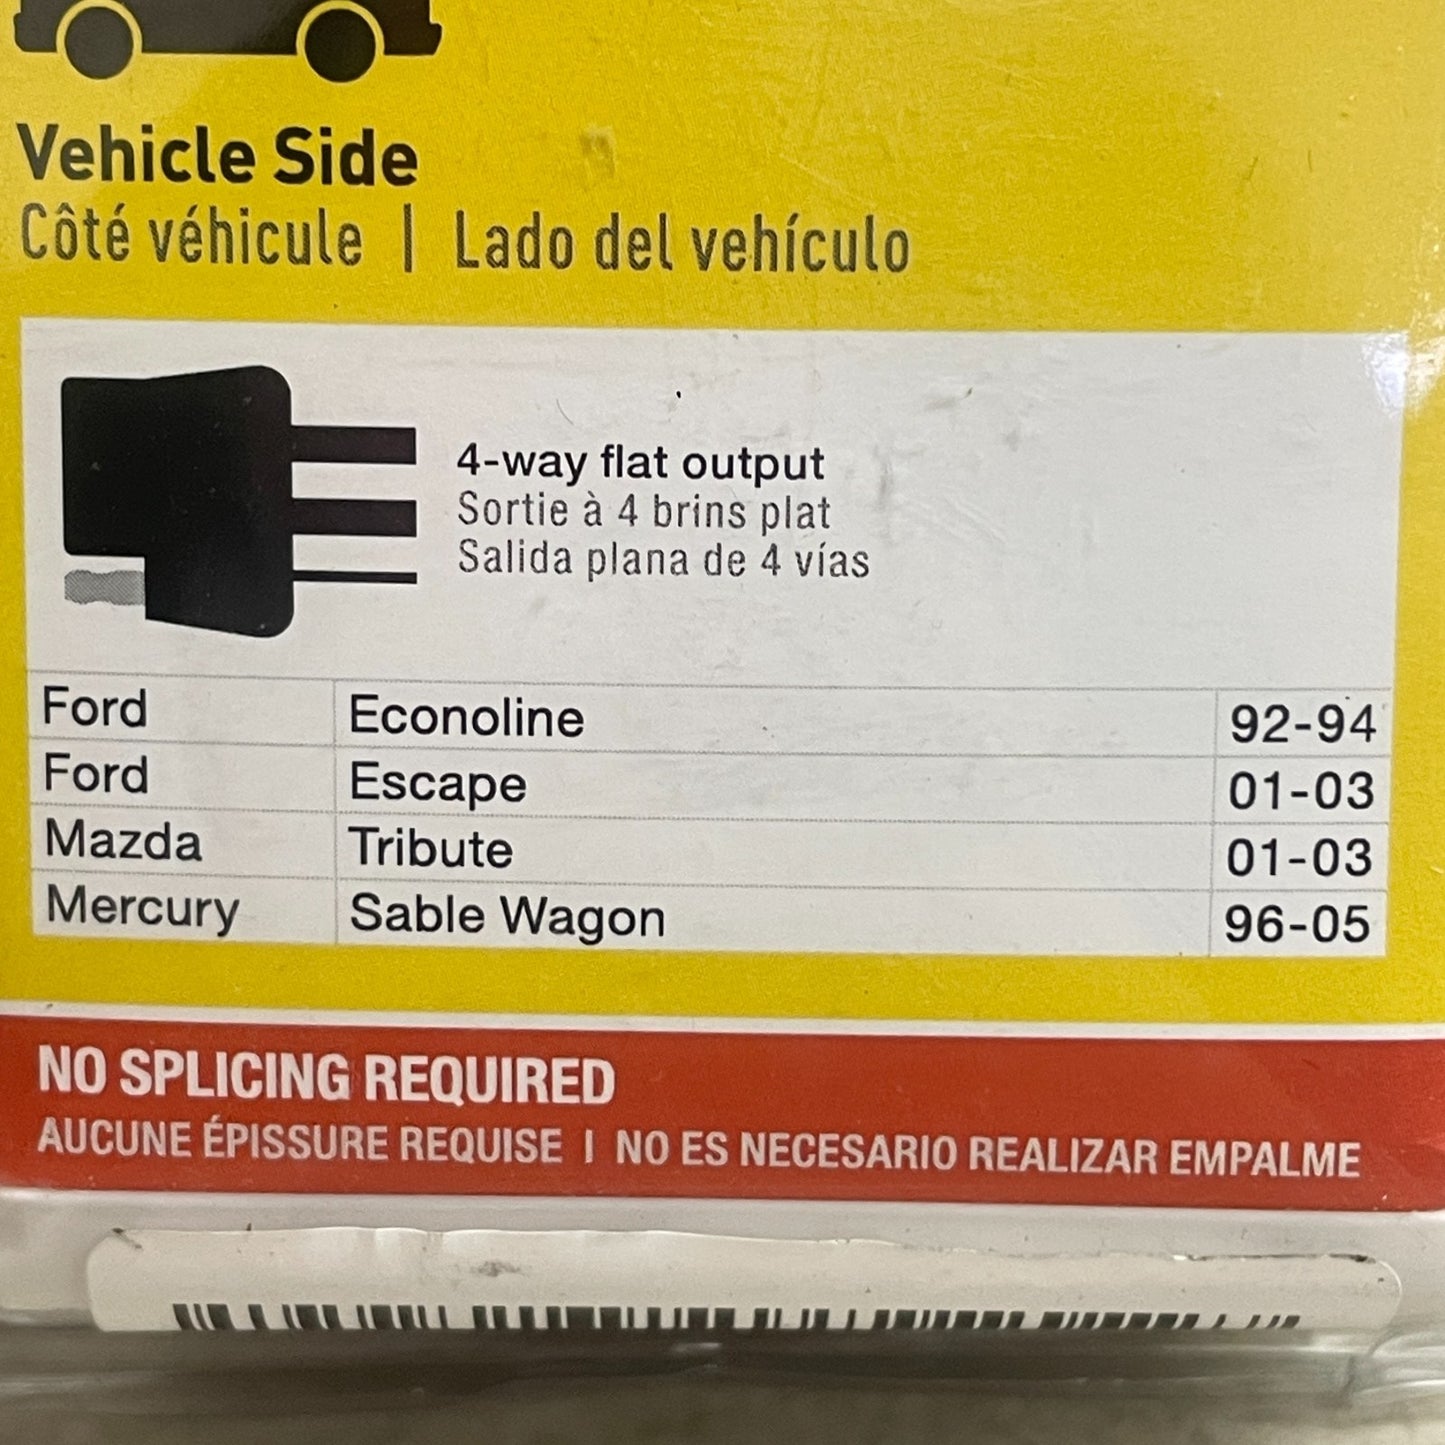 Vehicle Side
Côté véhicule | Lado del vehículo
4-way flat output
Sortie à 4 brins plat
Salida plana de 4 vías
Ford Econoline 92-94
Ford Escape 01-03
Mazda Tribute 01-03
Mercury Sable Wagon 96-05
NO SPLICING REQUIRED
AUCUNE ÉPISSURE REQUISE | NO ES NECESARIO REALIZAR EMPALME